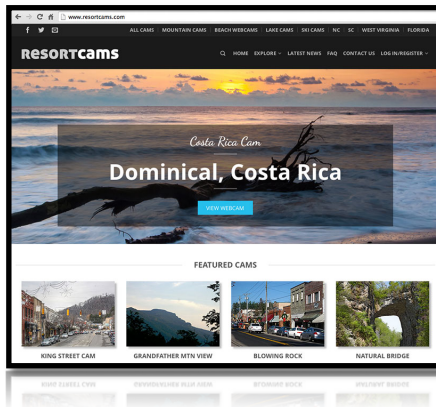 www.resortcams.com
ALL CAMS MOUNTAIN CAMS BEACH WEBCAMS LAKE CAMS SKI CAMS NC SC WEST VIRGINIA FLORIDA
ResoRTcams
HOME EXPLORE LATEST NEWS FAQ CONTACT US LOG IN/REGISTER
Costa Rica Cam
Dominical, Costa Rica
VIEW WEBCAM
FEATURED CAMS
KING STREET CAM GRANDFATHER MTN VIEW BLOWING ROCK NATURAL BRIDGE